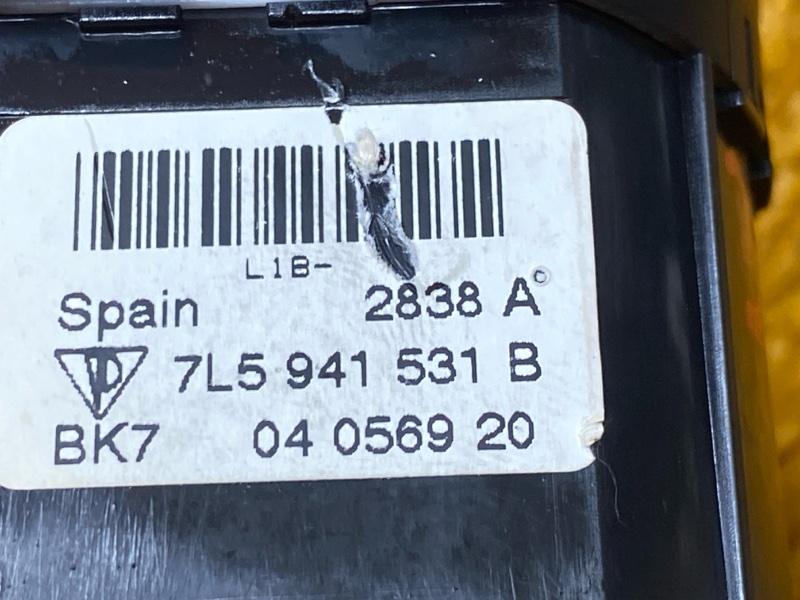 L1B-
Spain 2838 A
7L5 941 531 B
BK7 04 0569 20